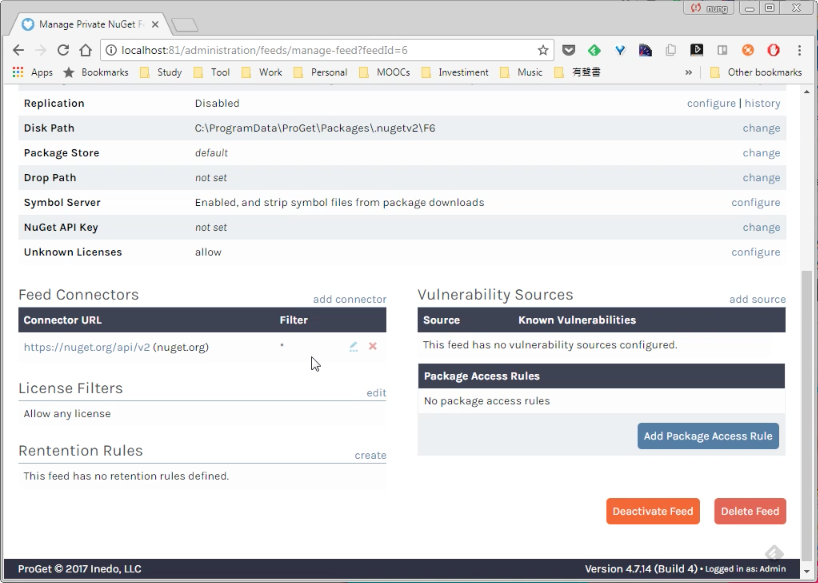 Manage Private NuGet F
localhost:81/administration/feeds/manage-feed?feedId=6
Apps Bookmarks Study Tool Work Personal MOOCs Investiment Music 有聲書 » Other bookmarks
Replication Disabled configure | history
Disk Path C:\ProgramData\ProGet\Packages\.nugetv2\F6 change
Package Store default change
Drop Path not set change
Symbol Server Enabled, and strip symbol files from package downloads configure
NuGet API Key not set change
Unknown Licenses allow configure
Feed Connectors add connector
Connector URL Filter
https://nuget.org/api/v2 (nuget.org) *
License Filters edit
Allow any license
Rentention Rules create
This feed has no retention rules defined.
Vulnerability Sources add source
Source Known Vulnerabilities
This feed has no vulnerability sources configured.
Package Access Rules
No package access rules
Add Package Access Rule
Deactivate Feed Delete Feed
ProGet © 2017 Inedo, LLC Version 4.7.14 (Build 4) • Logged in as: Admin